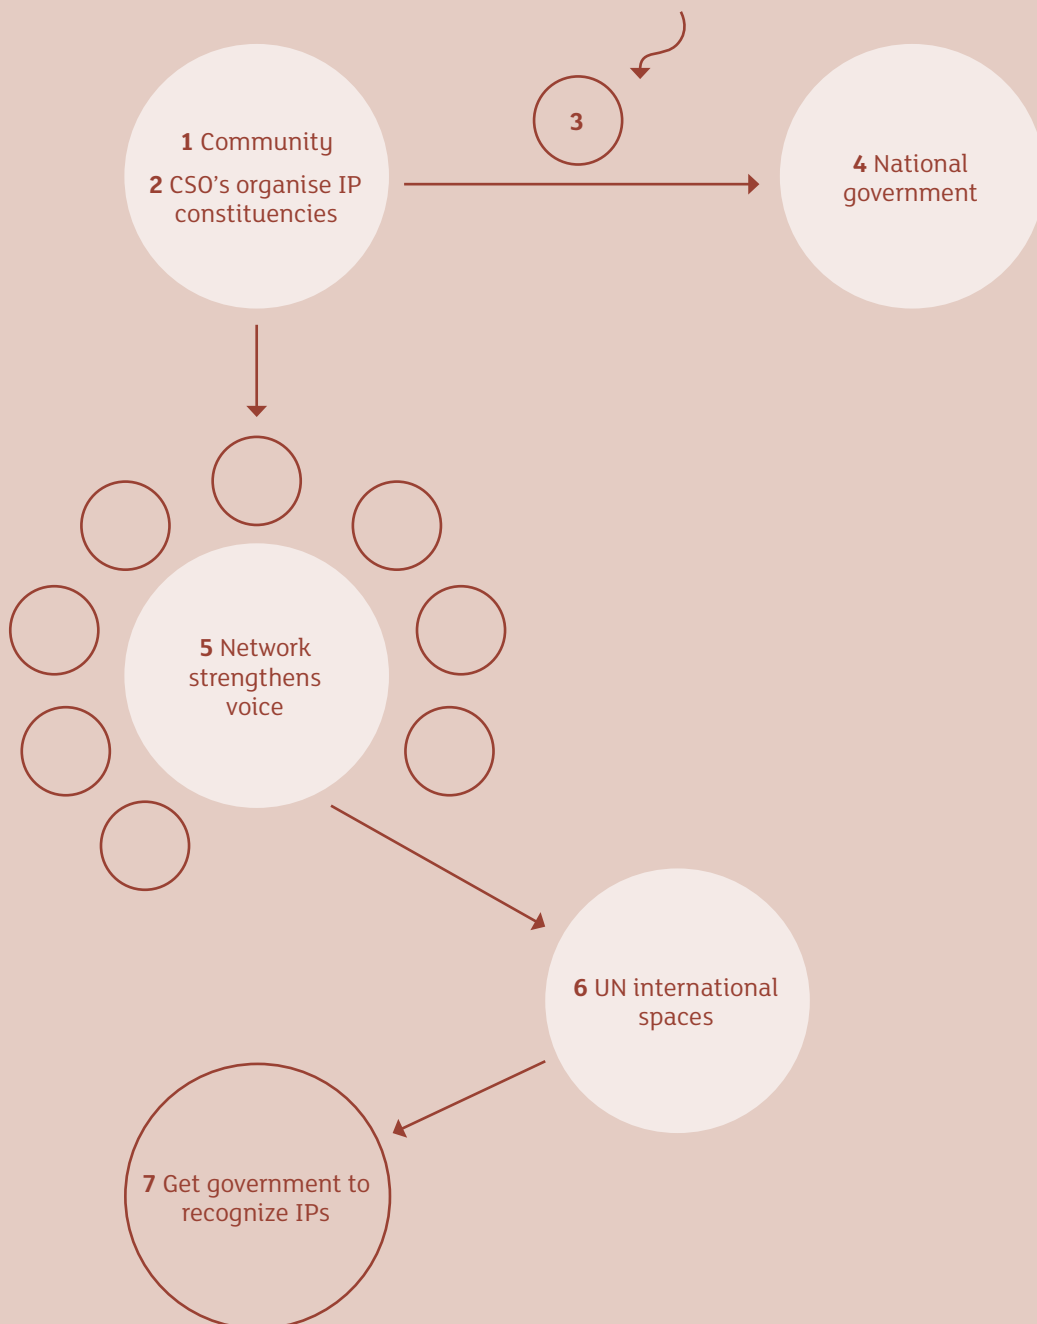 1 Community
2 CSO's organise IP
constituencies
3
4 National
government
5 Network
strengthens
voice
6 UN international
spaces
7 Get government to
recognize IPs